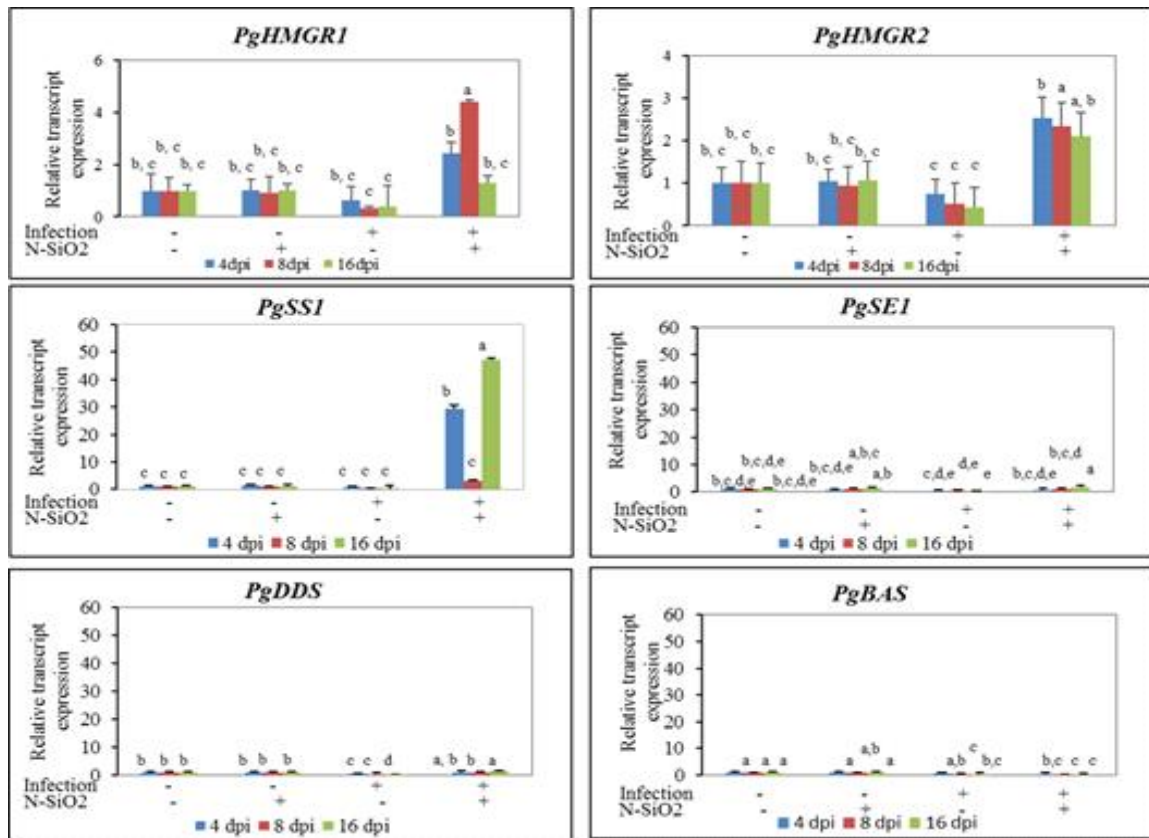 PgHMGR1
Relative transcript
expression
6
4
2
0
b, c
b, c
b, c
b, c
b, c
b, c
b, c
c
c
b
a
b, c
Infection - - + +
N-SiO2 - + - +
4dpi 8dpi 16dpi
PgHMGR2
Relative transcript
expression
4
3
2
1
0
b, c
b, c
b, c
b, c
b, c
b, c
c
c
c
b
a
a, b
Infection - - + +
N-SiO2 - + - +
4dpi 8dpi 16dpi
PgSS1
Relative transcript
expression
60
50
40
30
20
10
0
c c c
c c c
c c c
b
c
a
Infection - - + +
N-SiO2 - + - +
4 dpi 8 dpi 16 dpi
PgSE1
Relative transcript
expression
60
50
40
30
20
10
0
b,c,d,e
b,c,d,e
b,c,d,e
b,c,d,e
a,b,c
a,b
c,d,e
d,e
e
b,c,d,e
b,c,d
a
Infection - - + +
N-SiO2 - + - +
4 dpi 8 dpi 16 dpi
PgDDS
Relative transcript
expression
60
50
40
30
20
10
0
b b b
b b b
c c d
a, b b a
Infection - - + +
N-SiO2 - + - +
4 dpi 8 dpi 16 dpi
PgBAS
Relative transcript
expression
60
50
40
30
20
10
0
a a a
a a,b a
a,b c b,c
b,c c c
Infection - - + +
N-SiO2 - + - +
4 dpi 8 dpi 16 dpi